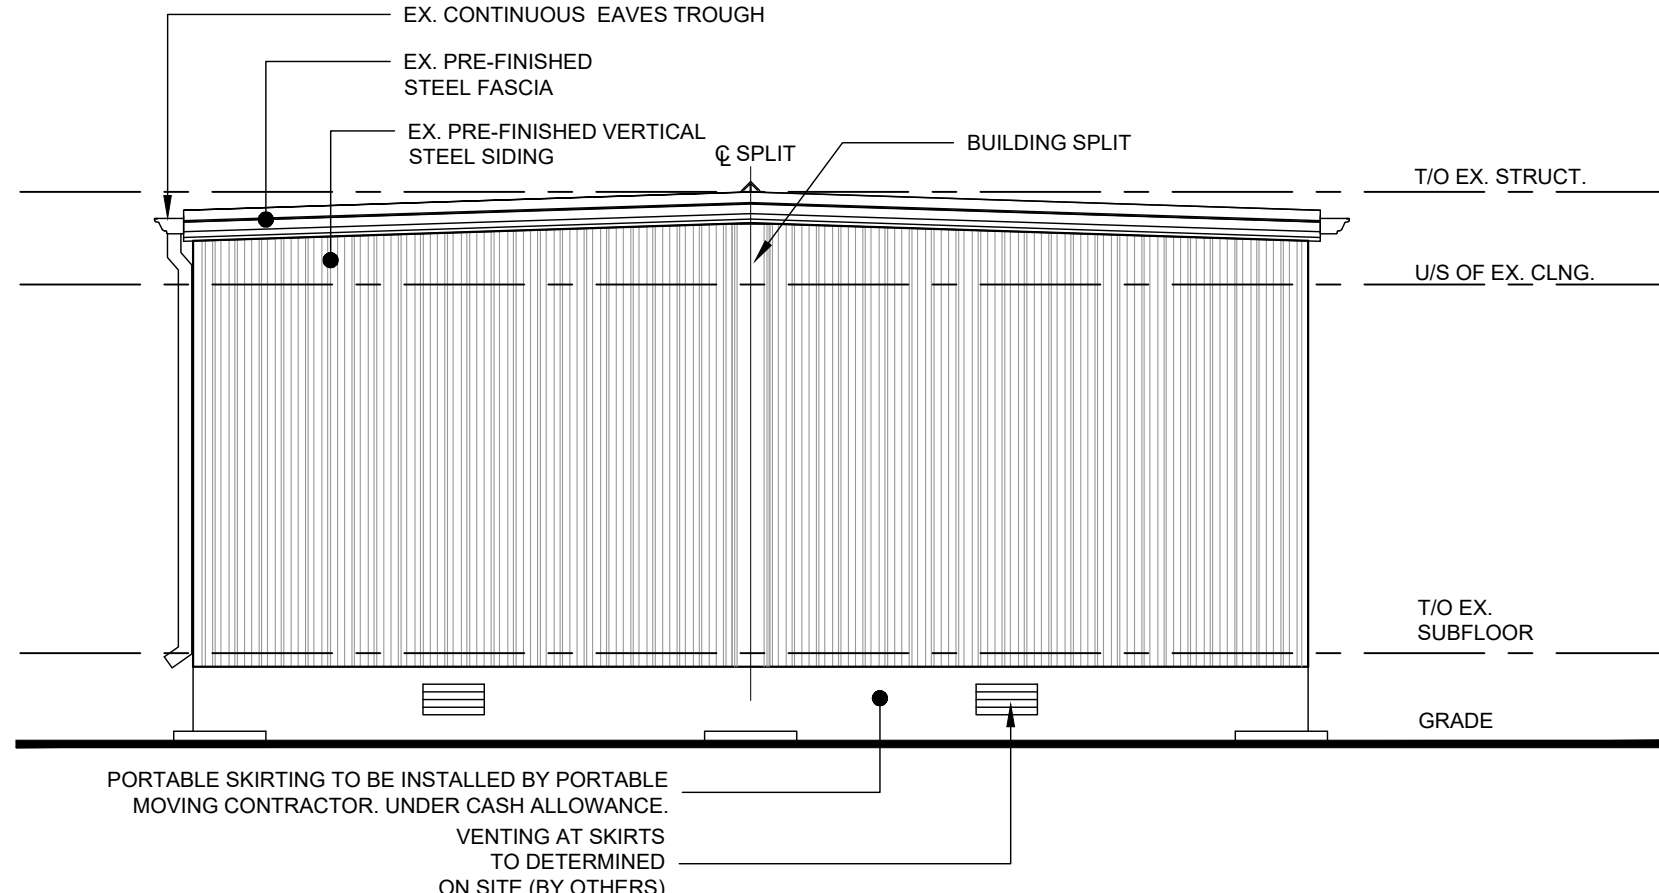 EX. CONTINUOUS EAVES TROUGH
EX. PRE-FINISHED
STEEL FASCIA
EX. PRE-FINISHED VERTICAL
STEEL SIDING
℄ SPLIT
BUILDING SPLIT
T/O EX. STRUCT.
U/S OF EX. CLNG.
T/O EX.
SUBFLOOR
GRADE
PORTABLE SKIRTING TO BE INSTALLED BY PORTABLE
MOVING CONTRACTOR. UNDER CASH ALLOWANCE.
VENTING AT SKIRTS
TO DETERMINED
ON SITE (BY OTHERS)